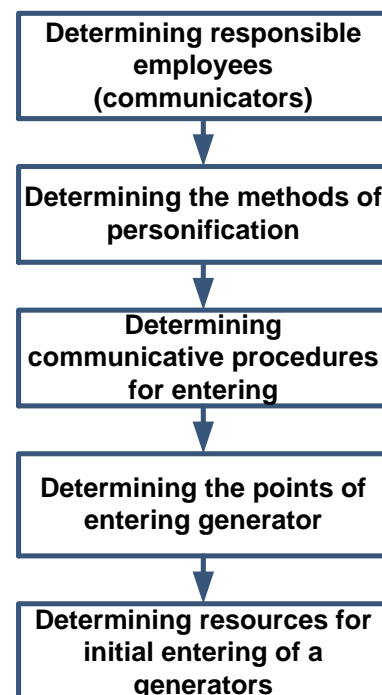 Determining responsible
employees
(communicators)
Determining the methods of
personification
Determining
communicative procedures
for entering
Determining the points of
entering generator
Determining resources for
initial entering of a
generators